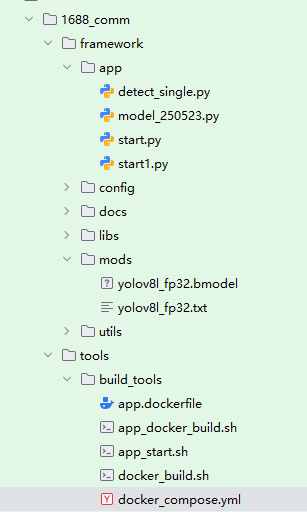 1688_comm
framework
app
detect_single.py
model_250523.py
start.py
start1.py
config
docs
libs
mods
yolov8l_fp32.bmodel
yolov8l_fp32.txt
utils
tools
build_tools
app.dockerfile
app_docker_build.sh
app_start.sh
docker_build.sh
docker_compose.yml